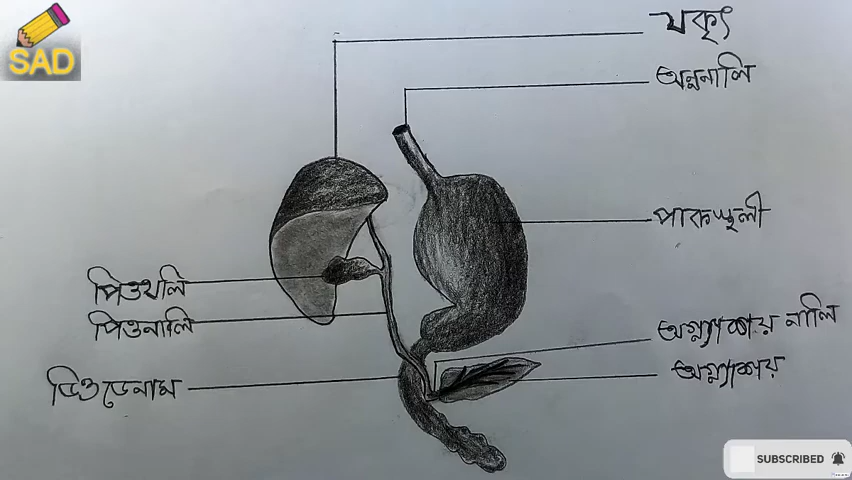 SAD
যকৃৎ
অন্ননালি
পাকস্থলী
পিত্তথলি
পিত্তনালি
অগ্ন্যাশয় নালি
অগ্ন্যাশয়
ডিওডেনাম
SUBSCRIBED